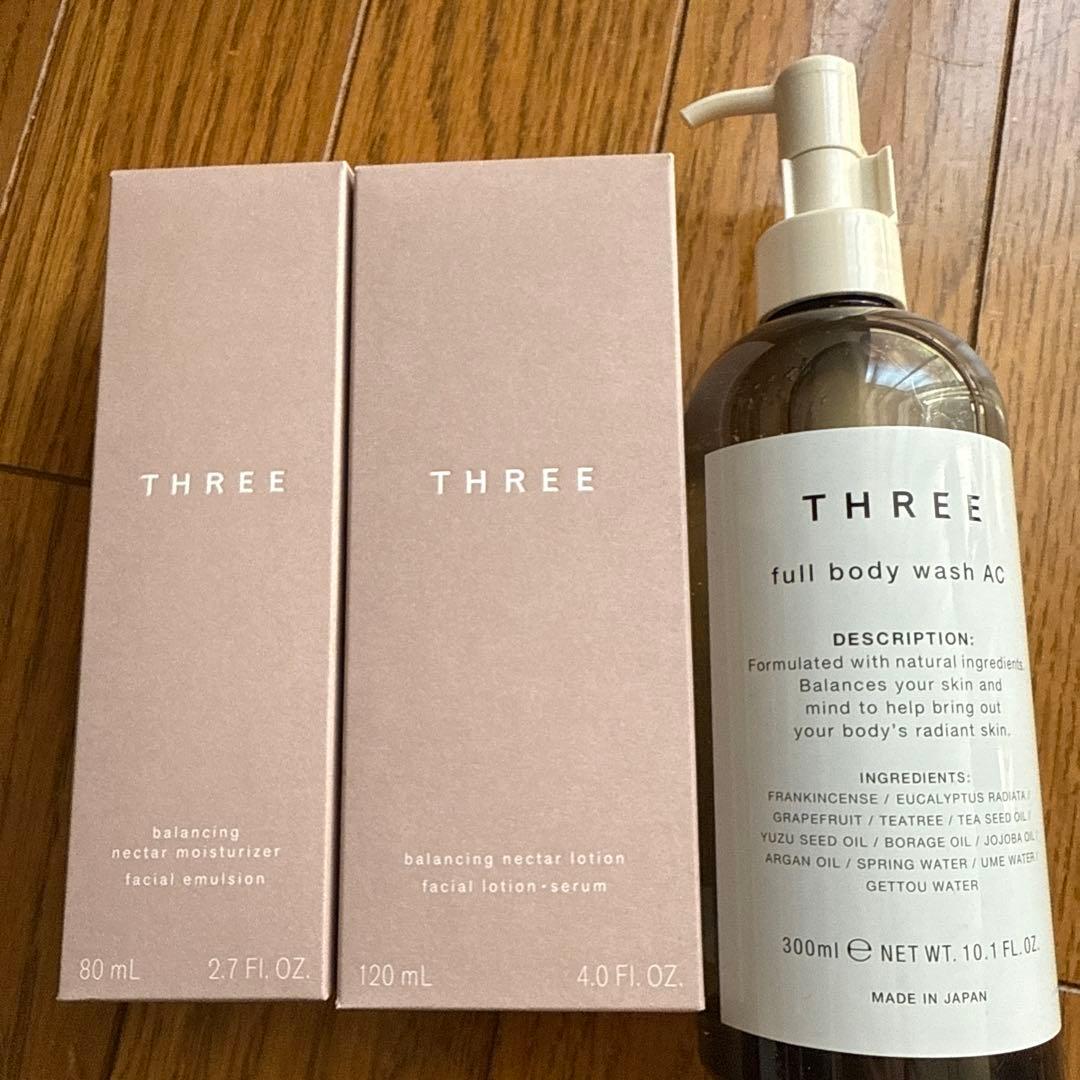 THREE
balancing
nectar moisturizer
facial emulsion
80 mL 2.7 Fl. OZ.
THREE
balancing nectar lotion
facial lotion・serum
120 mL 4.0 Fl. OZ.
THREE
full body wash AC
DESCRIPTION:
Formulated with natural ingredients.
Balances your skin and
mind to help bring out
your body's radiant skin.
INGREDIENTS:
FRANKINCENSE / EUCALYPTUS RADIATA /
GRAPEFRUIT / TEATREE / TEA SEED OIL /
YUZU SEED OIL / BORAGE OIL / JOJOBA OIL /
ARGAN OIL / SPRING WATER / UME WATER /
GETTOU WATER
300ml ℮ NET WT. 10.1 FL.OZ.
MADE IN JAPAN